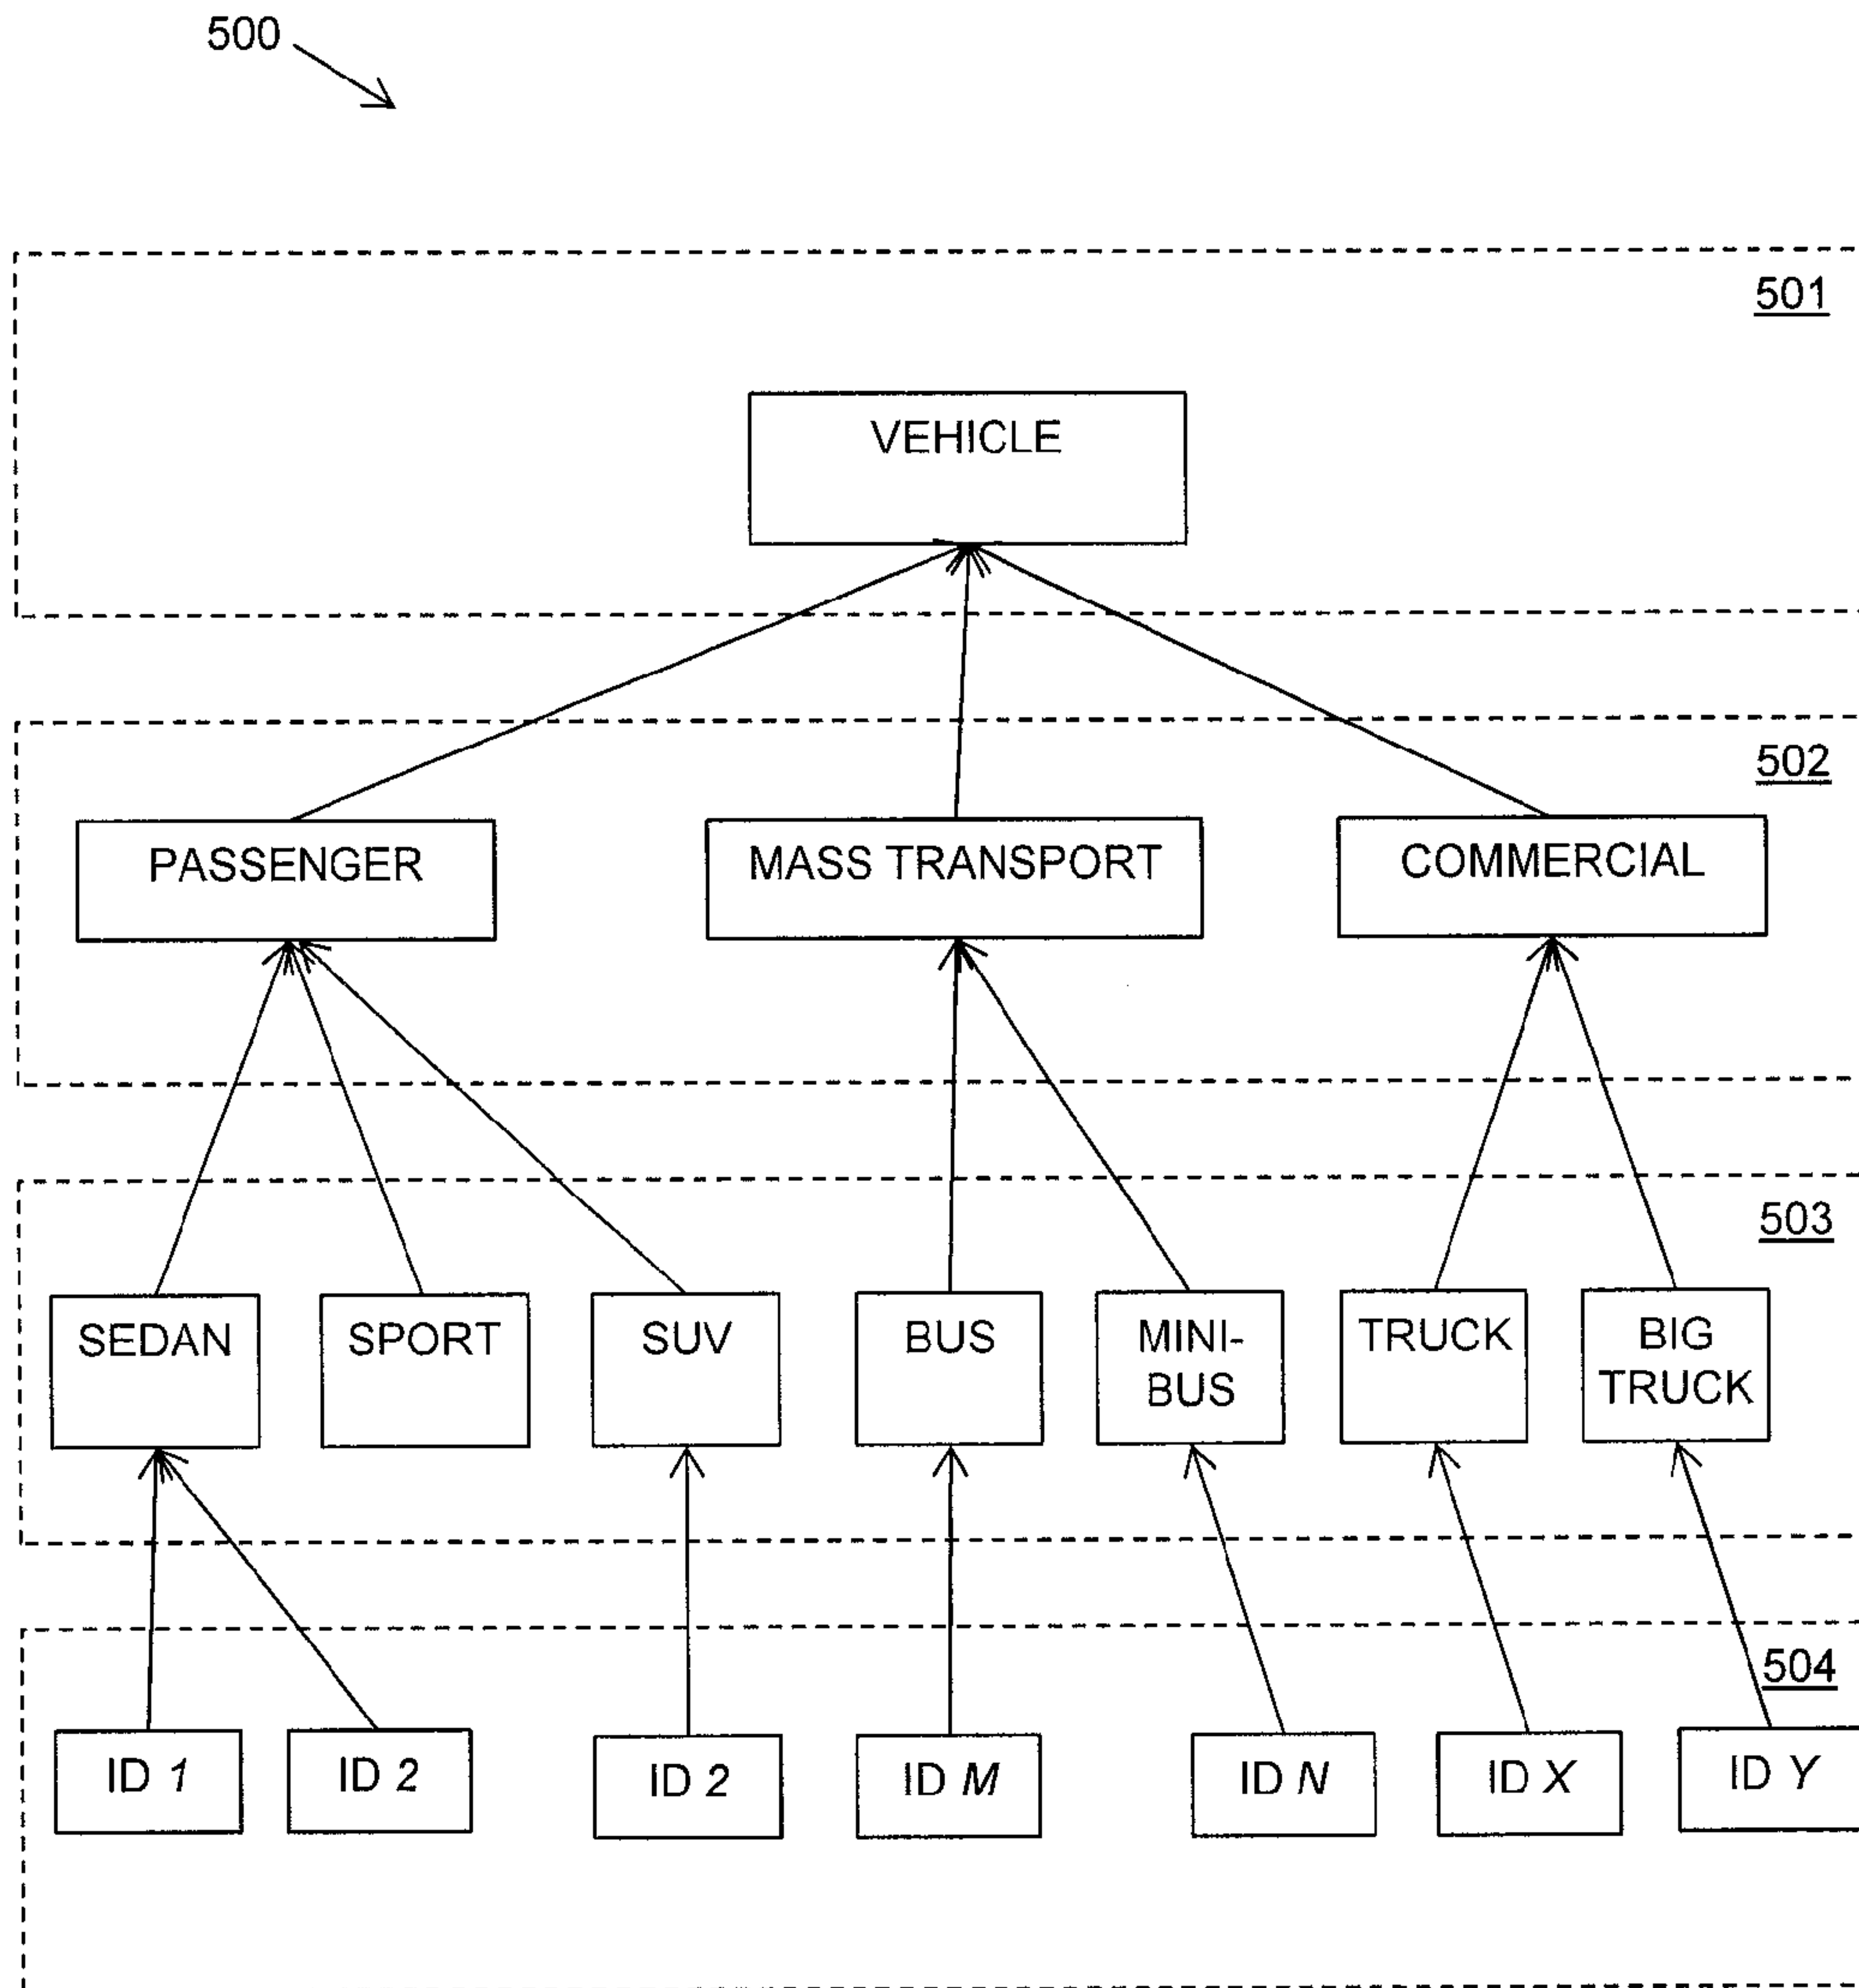 500
501
VEHICLE
502
PASSENGER
MASS TRANSPORT
COMMERCIAL
503
SEDAN
SPORT
SUV
BUS
MINI-
BUS
TRUCK
BIG
TRUCK
504
ID 1
ID 2
ID 2
ID M
ID N
ID X
ID Y